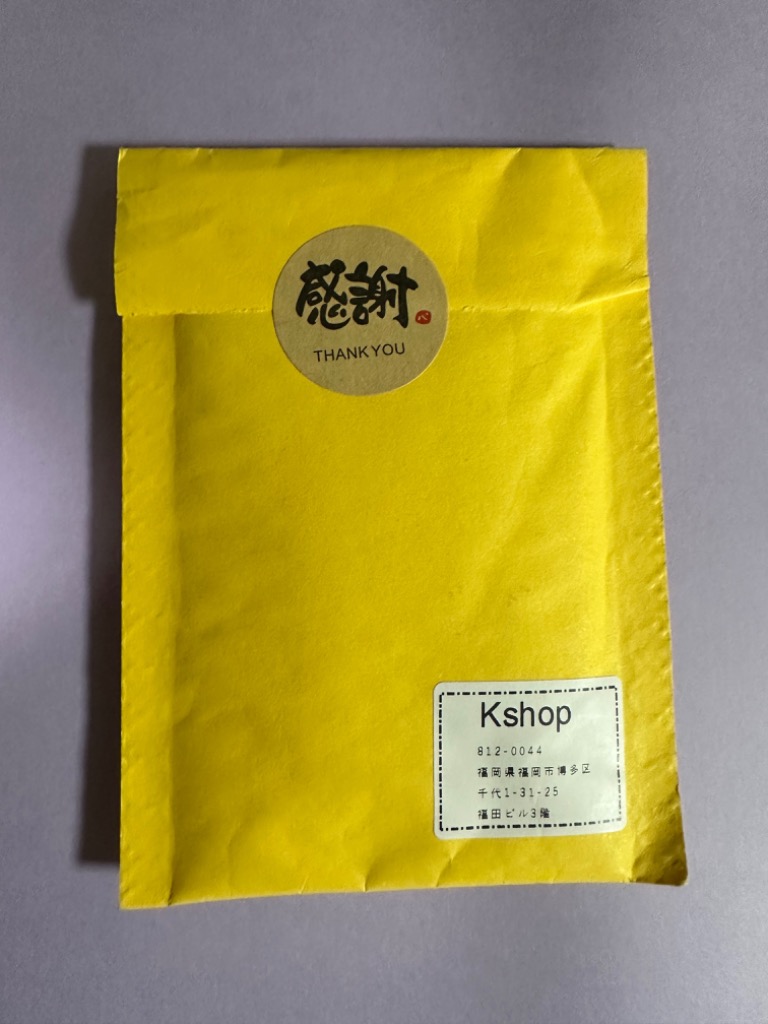 感謝
THANK YOU
Kshop
812-0044
福岡県福岡市博多区
千代1-31-25
福田ビル3階